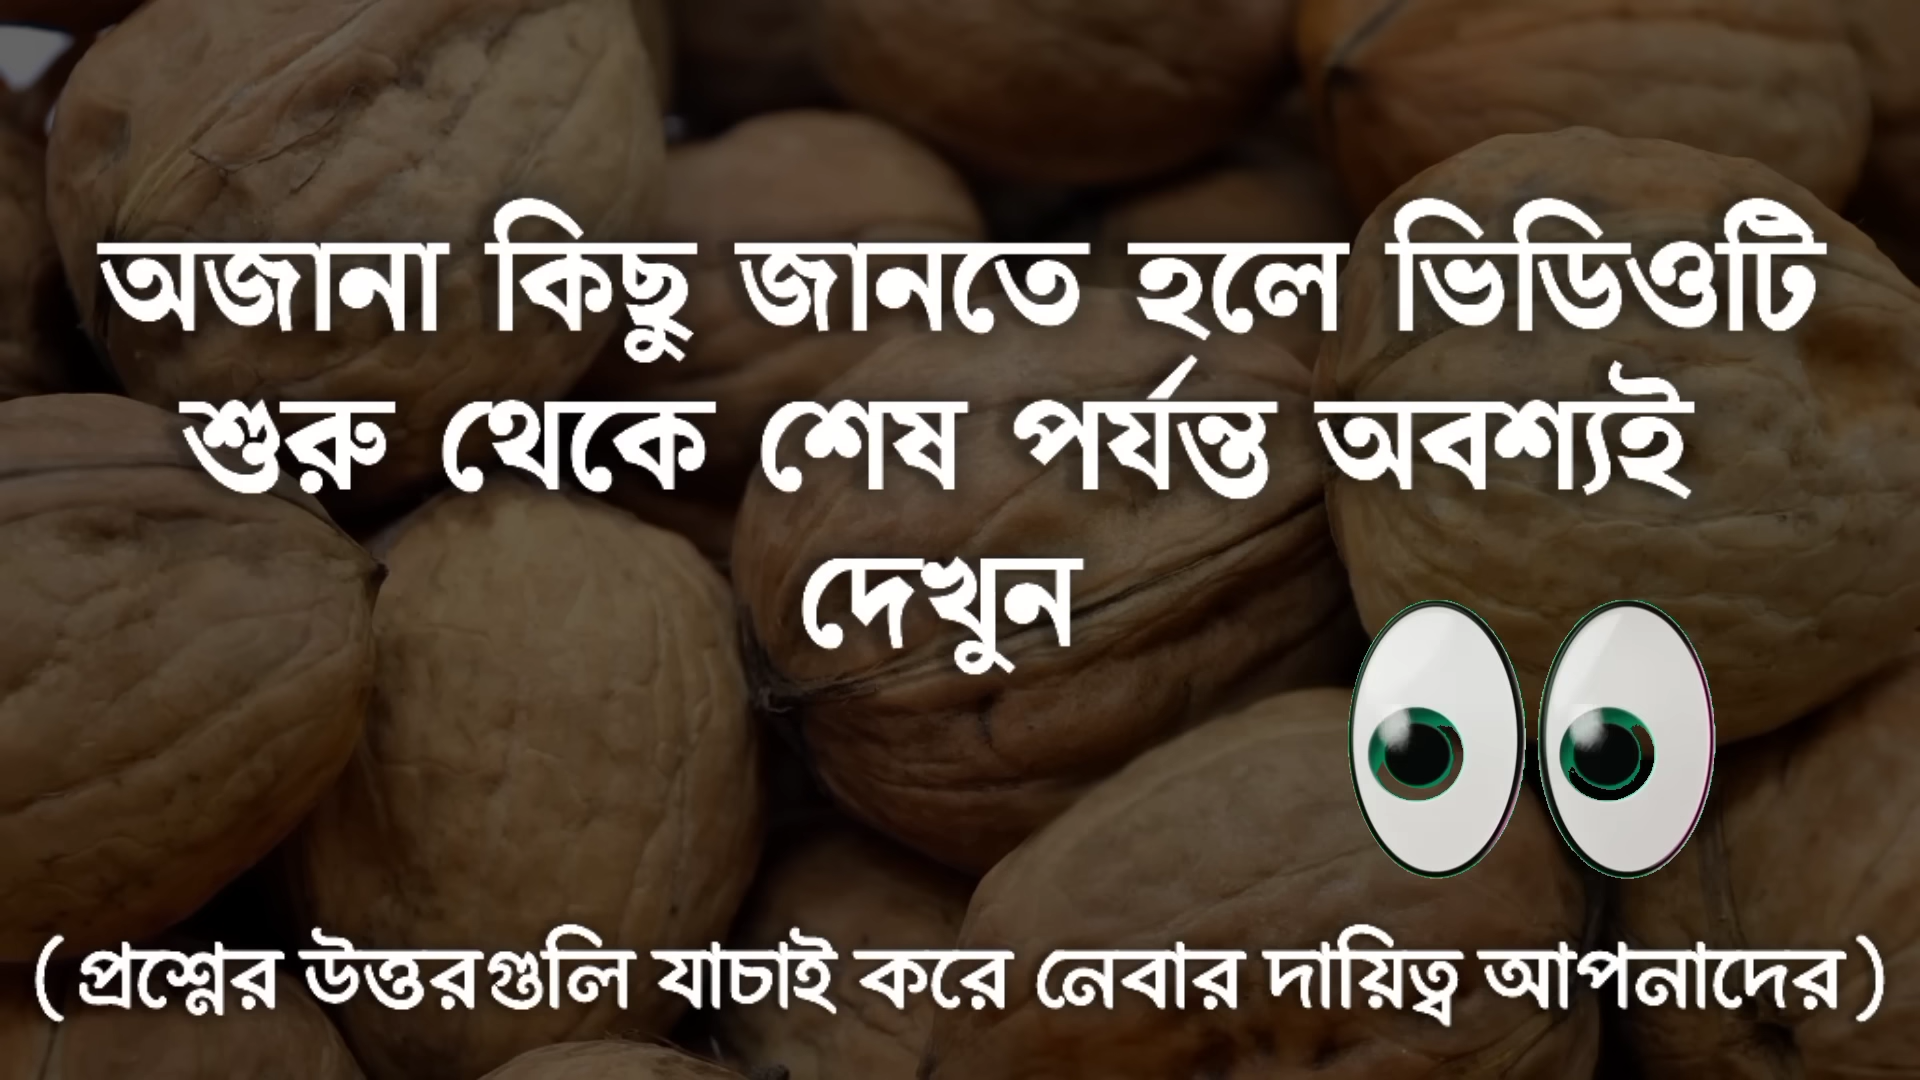 অজানা কিছু জানতে হলে ভিডিওটি
শুরু থেকে শেষ পর্যন্ত অবশ্যই
দেখুন
( প্রশ্নের উত্তরগুলি যাচাই করে নেবার দায়িত্ব আপনাদের )